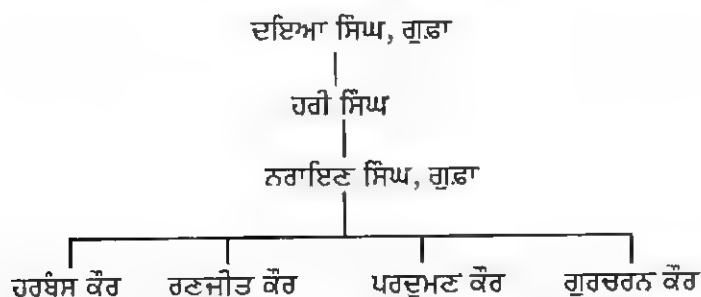 ਦਇਆ ਸਿੰਘ, ਗੁਫ਼ਾ
ਹਰੀ ਸਿੰਘ
ਨਰਾਇਣ ਸਿੰਘ, ਗੁਫ਼ਾ
ਹਰਬੰਸ ਕੌਰ ਰਣਜੀਤ ਕੌਰ ਪਰਦੁਮਣ ਕੌਰ ਗੁਰਚਰਨ ਕੌਰ